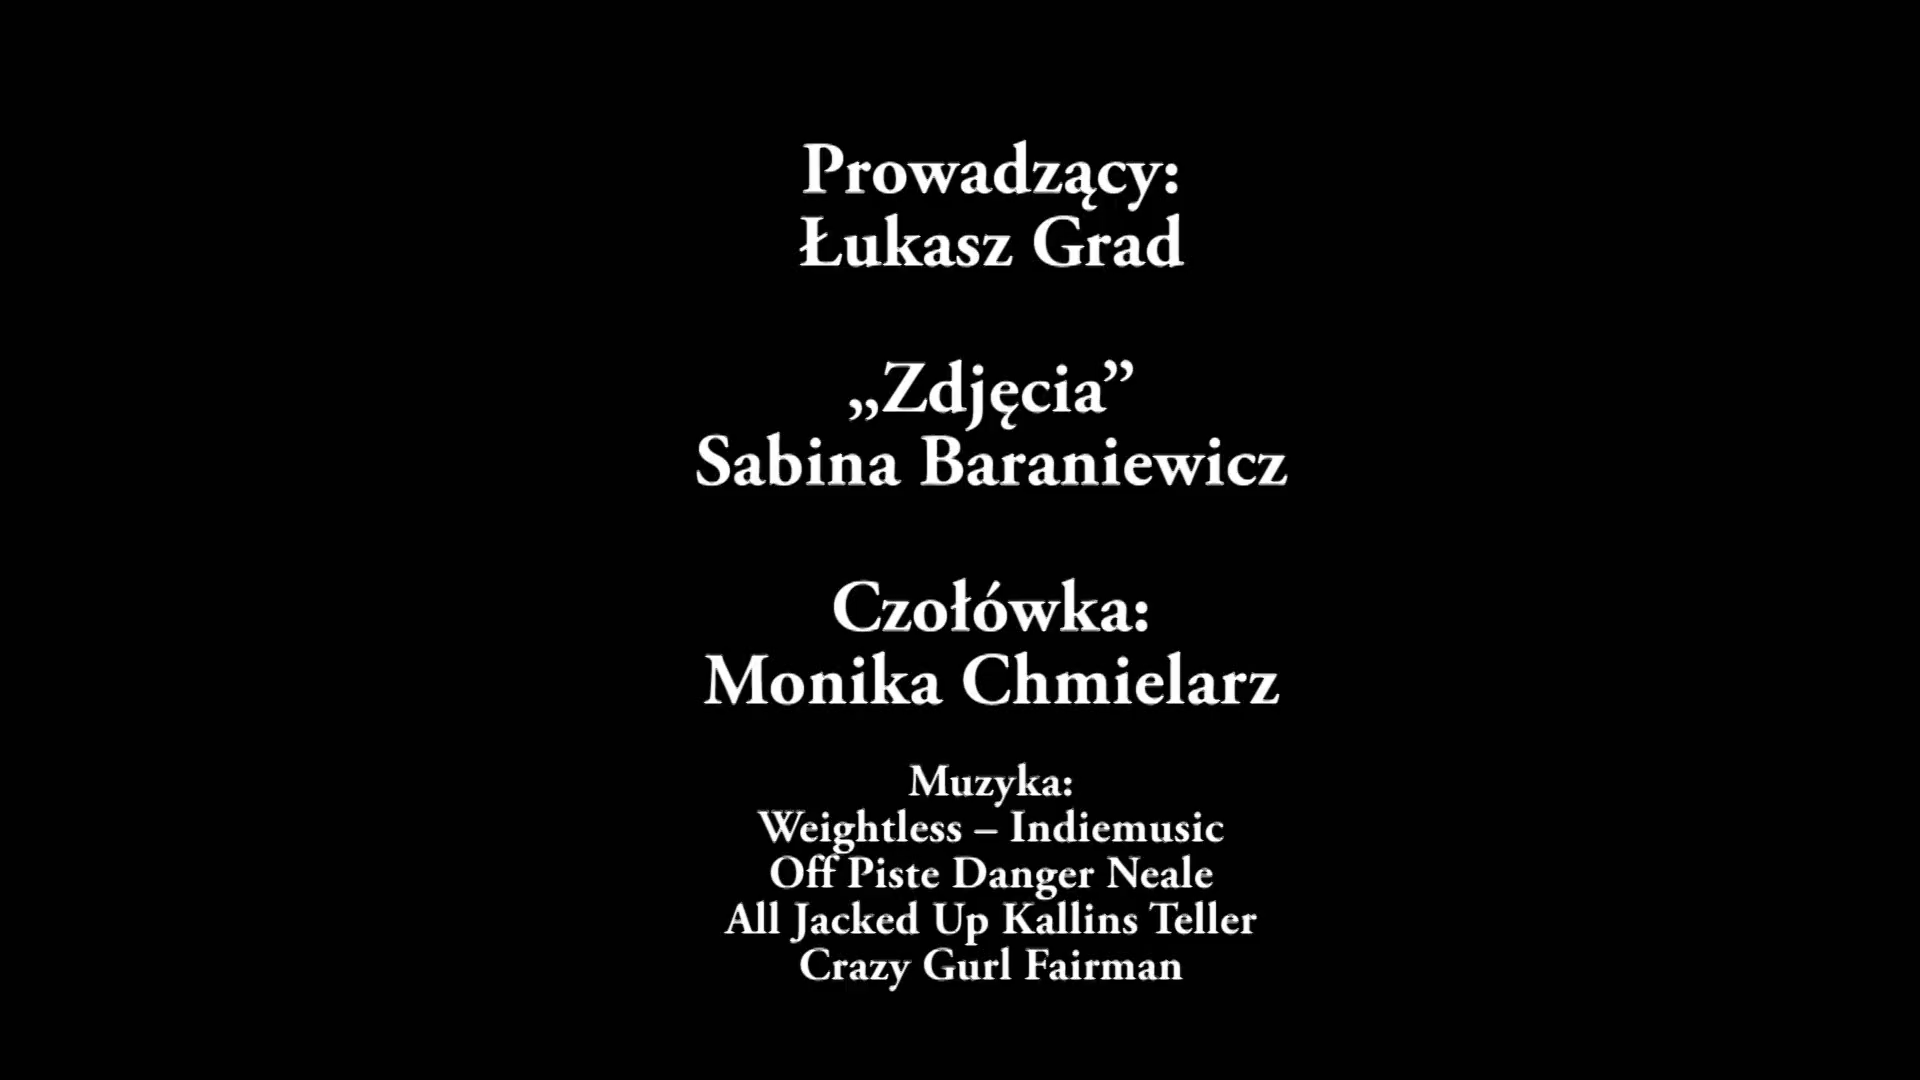 Prowadzący:
Łukasz Grad
„Zdjęcia”
Sabina Baraniewicz
Czołówka:
Monika Chmielarz
Muzyka:
Weightless – Indiemusic
Off Piste Danger Neale
All Jacked Up Kallins Teller
Crazy Gurl Fairman